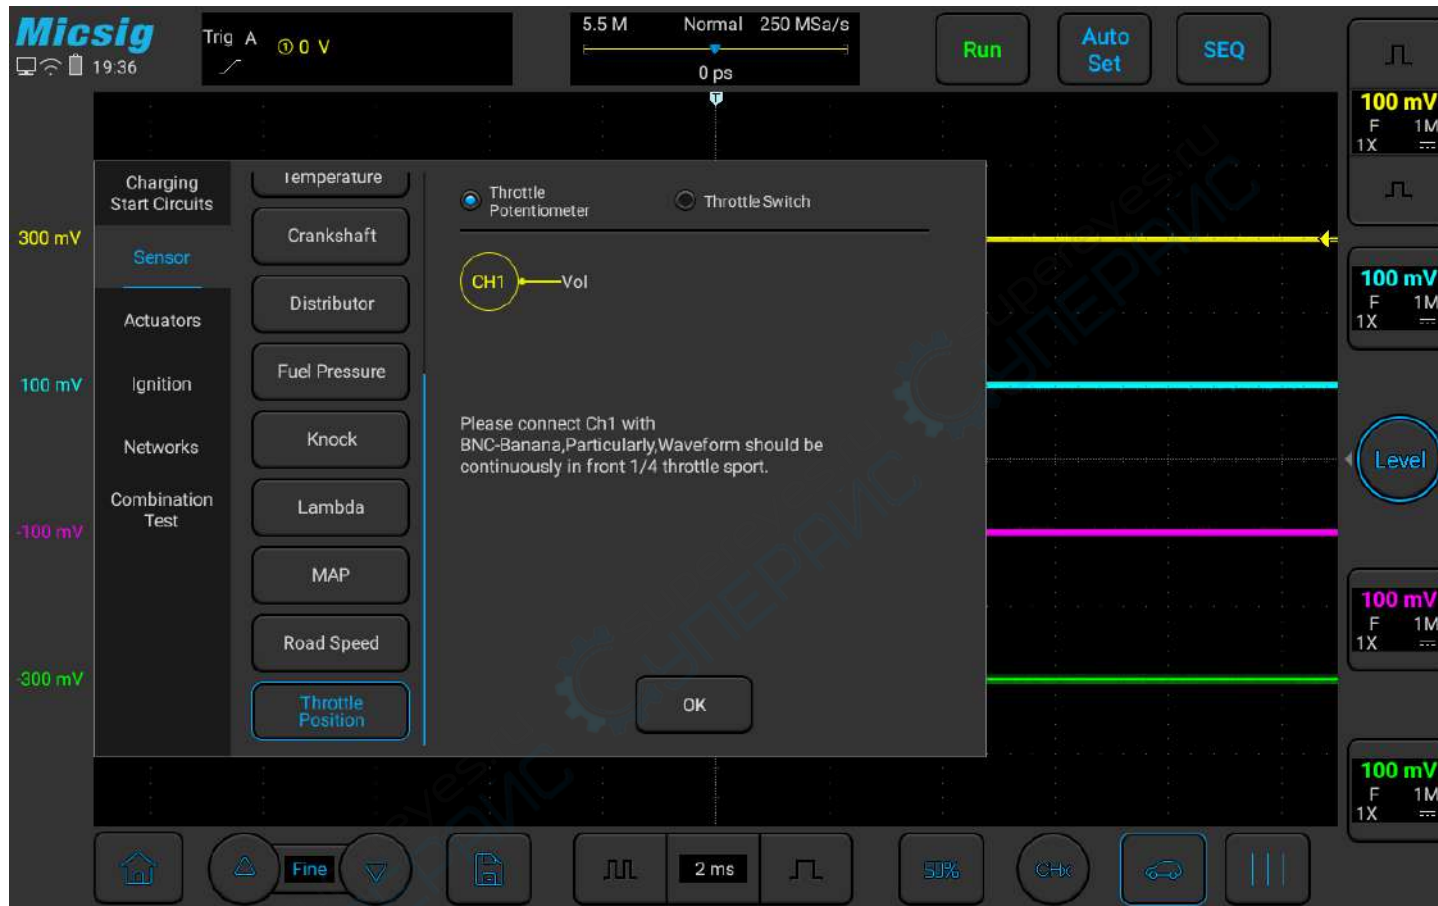 Micsig
19:36
Trig A ① 0 V
5.5 M Normal 250 MSa/s
0 ps
Run
Auto
Set
SEQ
T
100 mV
F 1M
1X
300 mV
100 mV
-100 mV
-300 mV
Charging
Start Circuits
Sensor
Actuators
Ignition
Networks
Combination
Test
Temperature
Crankshaft
Distributor
Fuel Pressure
Knock
Lambda
MAP
Road Speed
Throttle
Position
Throttle
Potentiometer
Throttle Switch
CH1 Vol
Please connect Ch1 with
BNC-Banana,Particularly,Waveform should be
continuously in front 1/4 throttle sport.
OK
100 mV
F 1M
1X
Level
100 mV
F 1M
1X
100 mV
F 1M
1X
Fine
2 ms
50%
CHx
supereyes.ru
СУПЕРАЙС